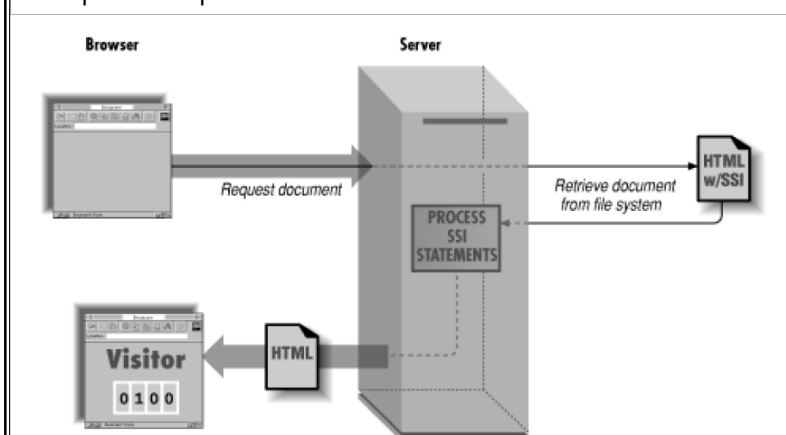 Browser
Server
Request document
Retrieve document
from file system
HTML
w/SSI
PROCESS
SSI
STATEMENTS
HTML
Visitor
0100